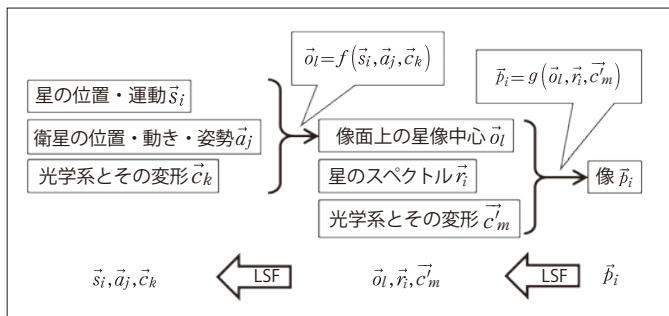 o⃗_l = f(s⃗_i, a⃗_j, c⃗_k)
p⃗_i = g(o⃗_l, r⃗_i, c⃗'_m)
星の位置・運動 s⃗_i
衛星の位置・動き・姿勢 a⃗_j
光学系とその変形 c⃗_k
像面上の星像中心 o⃗_l
星のスペクトル r⃗_i
光学系とその変形 c⃗'_m
像 p⃗_i
s⃗_i, a⃗_j, c⃗_k
LSF
o⃗_l, r⃗_i, c⃗'_m
LSF
p⃗_i